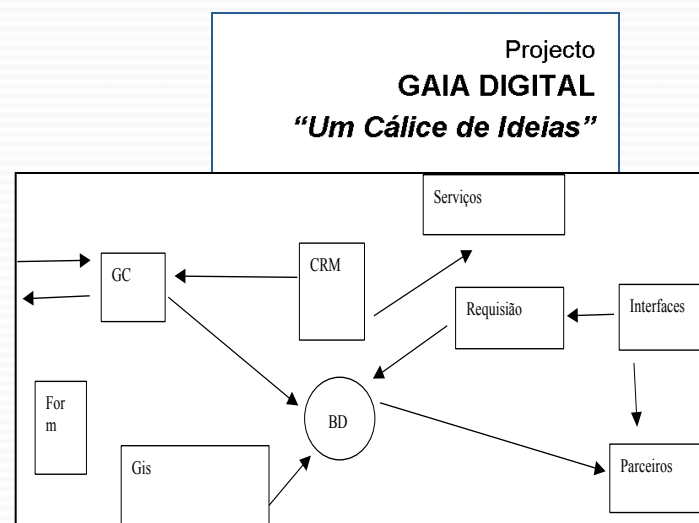 Projecto
GAIA DIGITAL
“Um Cálice de Ideias”
Serviços
GC
CRM
Requisião
Interfaces
For
m
BD
Gis
Parceiros